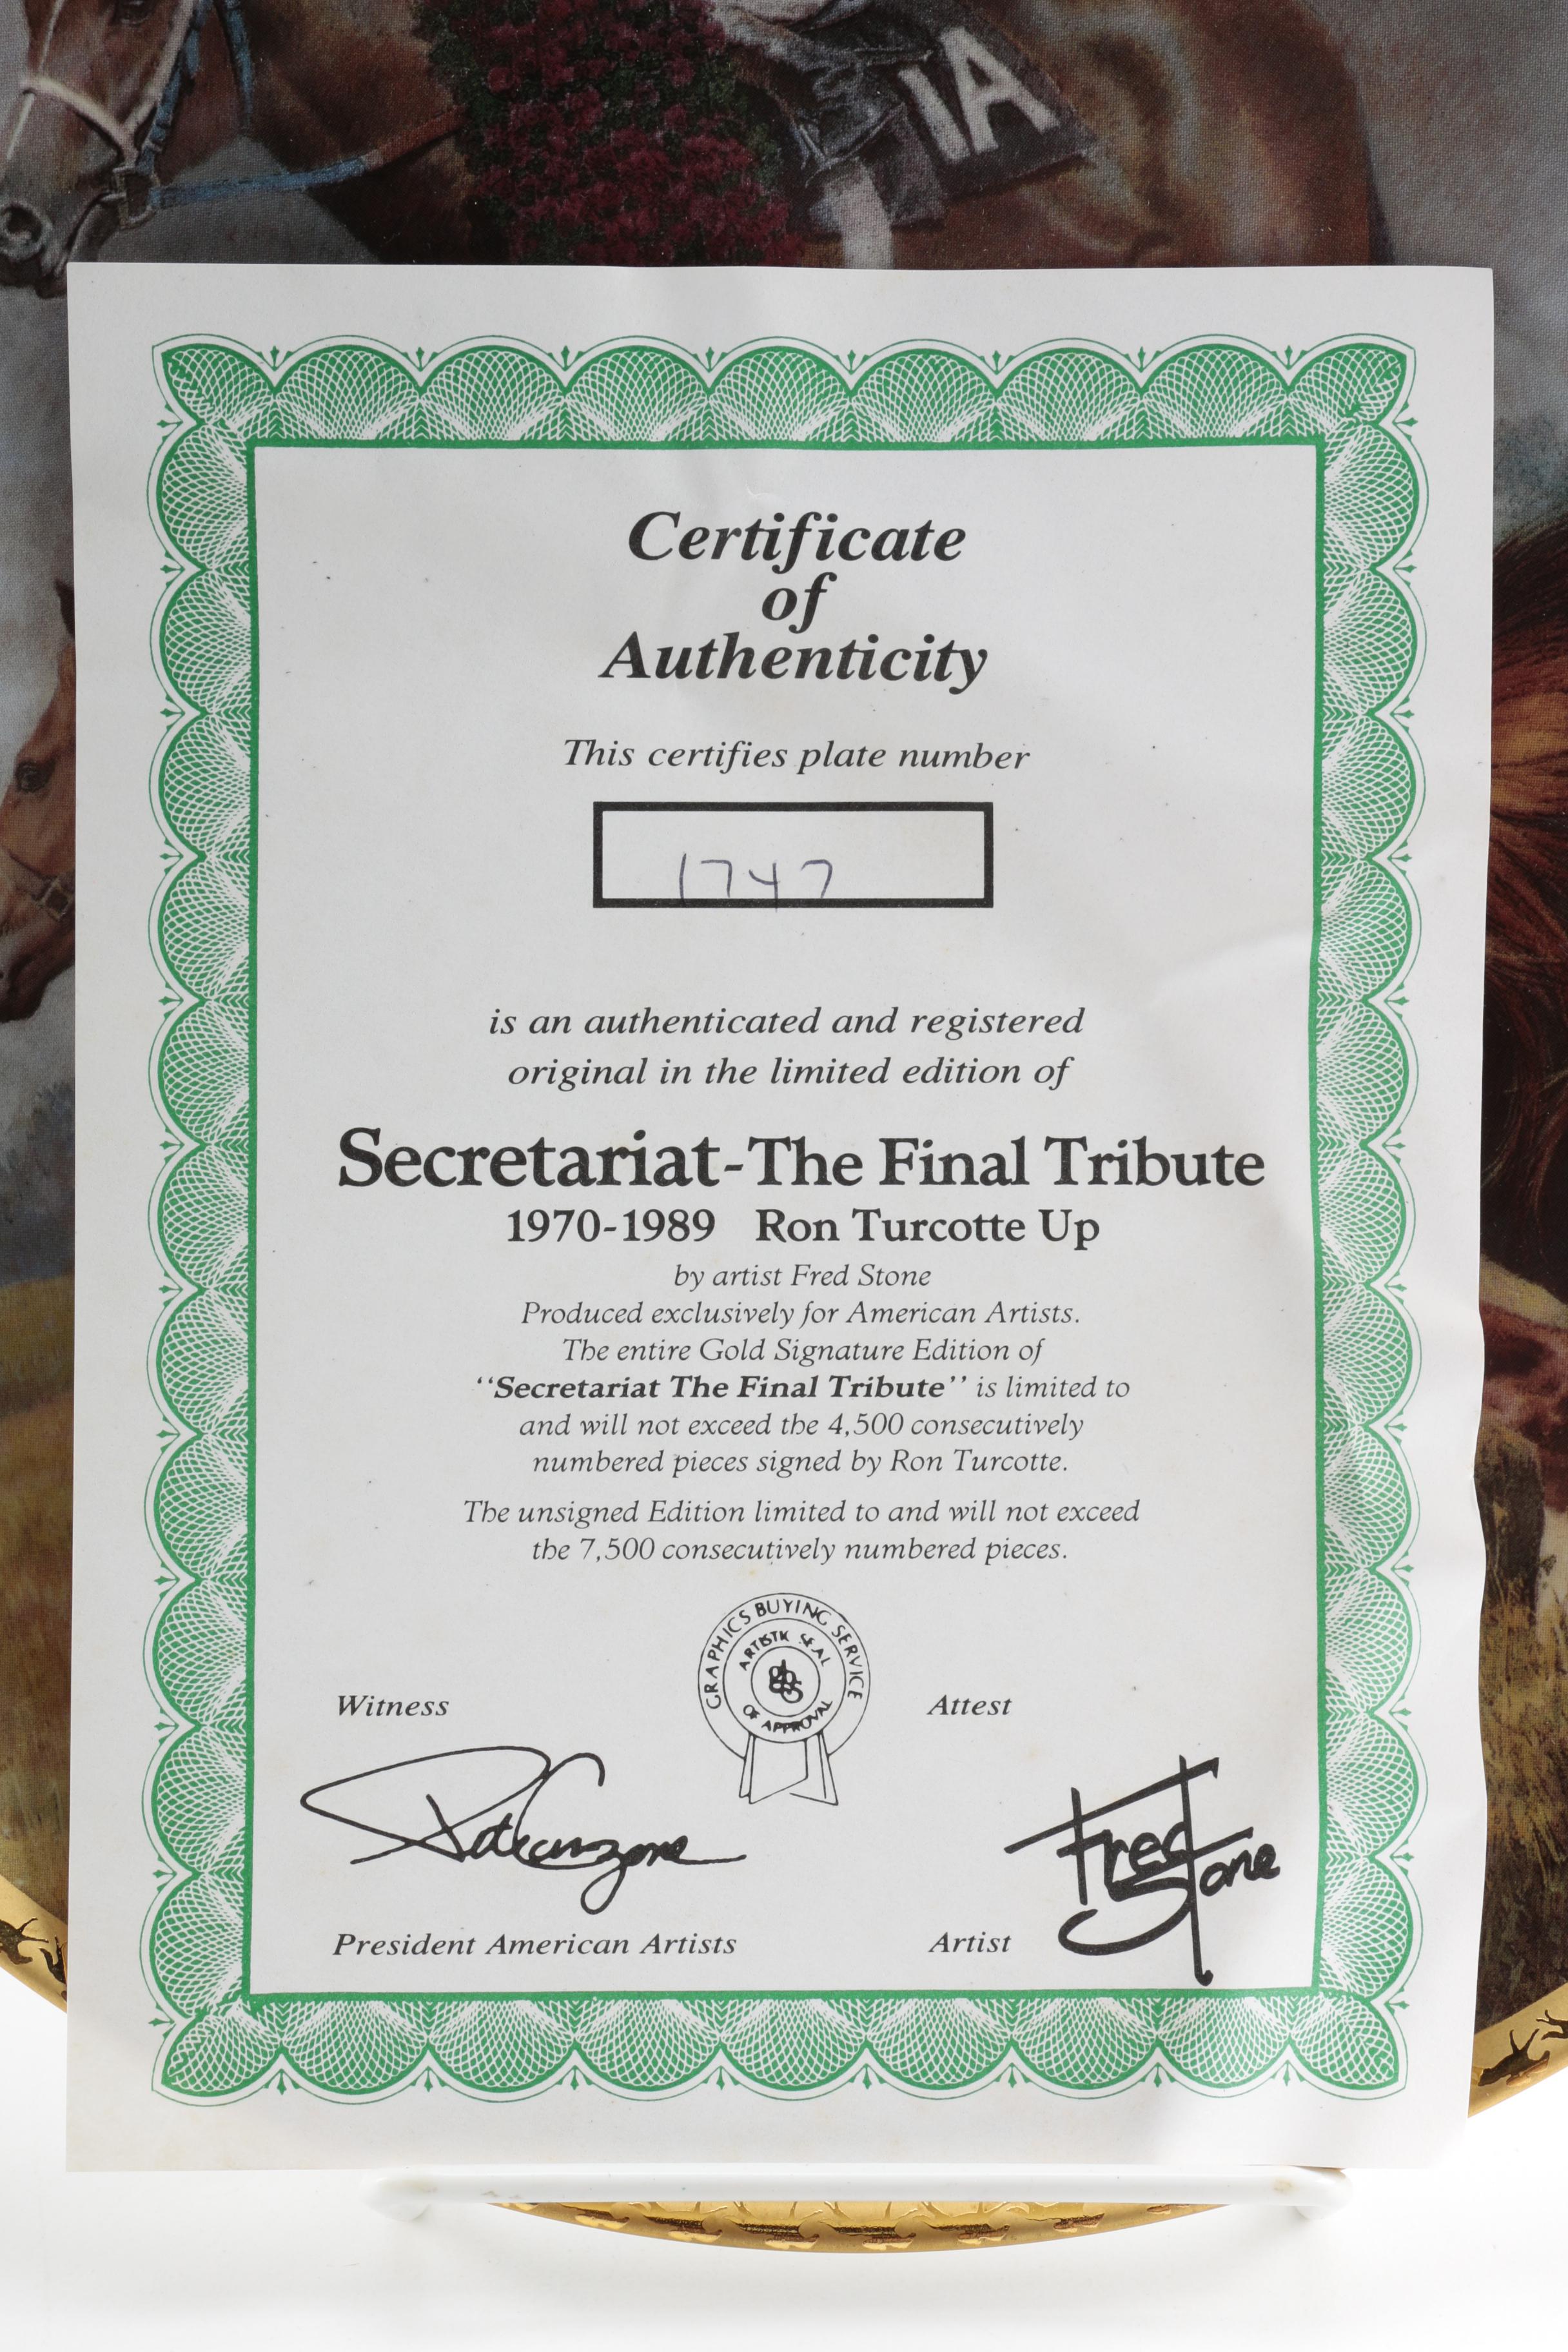 1A
Certificate
of
Authenticity
This certifies plate number
1747
is an authenticated and registered
original in the limited edition of
Secretariat-The Final Tribute
1970-1989 Ron Turcotte Up
by artist Fred Stone
Produced exclusively for American Artists.
The entire Gold Signature Edition of
‘‘Secretariat The Final Tribute’’ is limited to
and will not exceed the 4,500 consecutively
numbered pieces signed by Ron Turcotte.
The unsigned Edition limited to and will not exceed
the 7,500 consecutively numbered pieces.
GRAPHICS BUYING SERVICE
ARTISTIC SEAL
gbs
OF APPROVAL
Witness
Attest
Fred
Stone
President American Artists
Artist